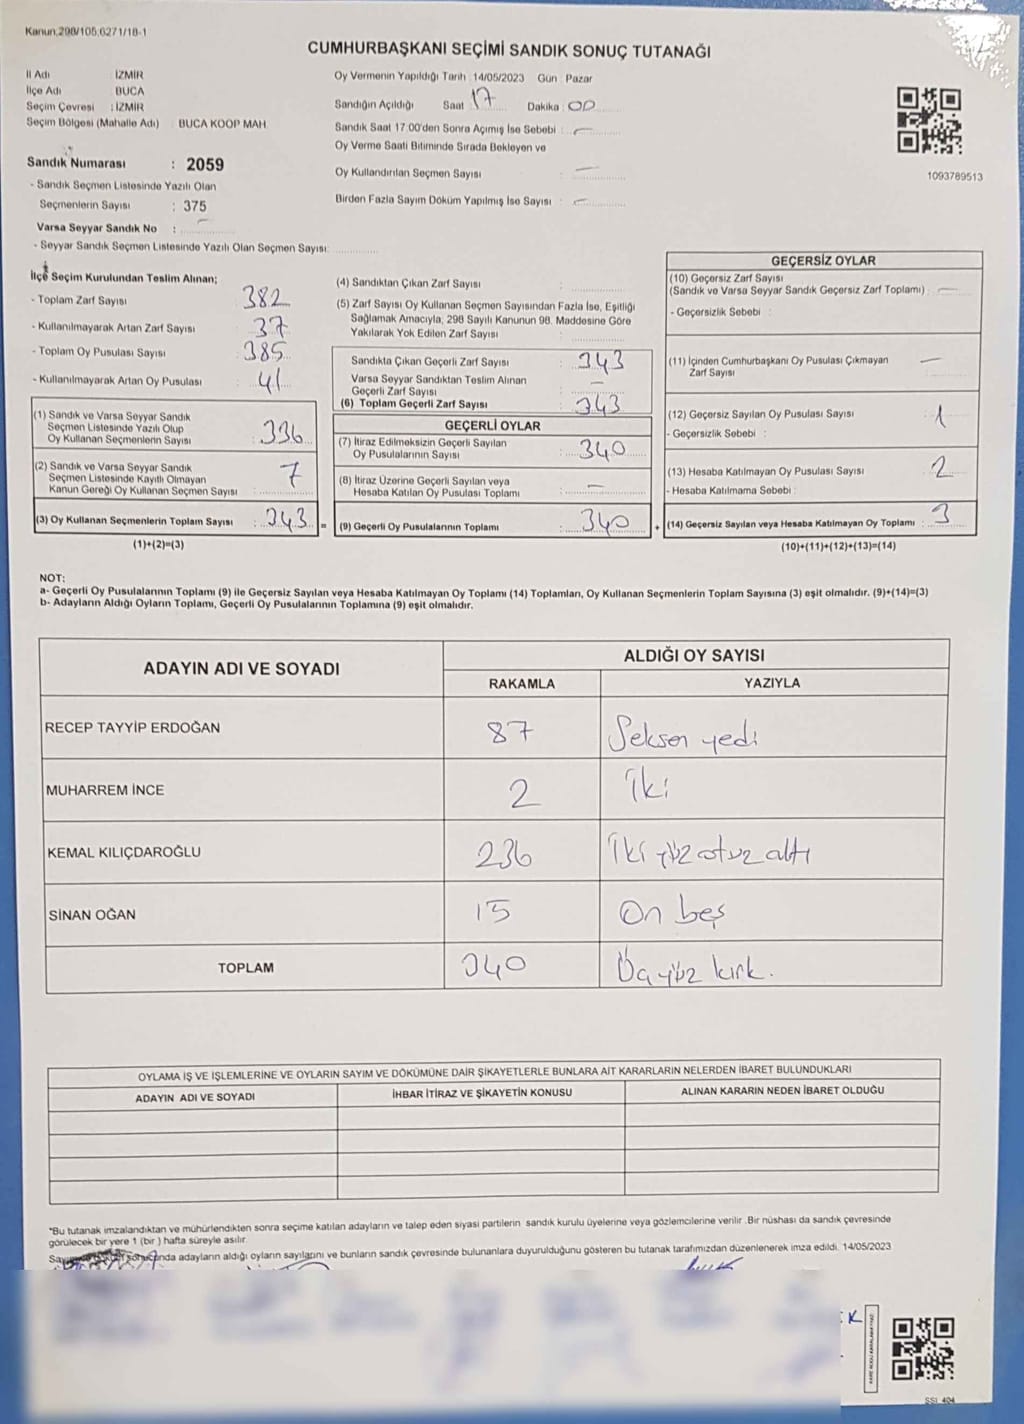 Kanun,298/105;6271/18-1
CUMHURBAŞKANI SEÇİMİ SANDIK SONUÇ TUTANAĞI
İl Adı : İZMİR
İlçe Adı : BUCA
Seçim Çevresi : İZMİR
Seçim Bölgesi (Mahalle Adı) : BUCA KOOP MAH.
Sandık Numarası : 2059
- Sandık Seçmen Listesinde Yazılı Olan
Seçmenlerin Sayısı : 375
Varsa Seyyar Sandık No : —
- Seyyar Sandık Seçmen Listesinde Yazılı Olan Seçmen Sayısı:
Oy Vermenin Yapıldığı Tarih : 14/05/2023 Gün : Pazar
Sandığın Açıldığı Saat 17 Dakika : 00
Sandık Saat 17.00'den Sonra Açımış İse Sebebi : —
Oy Verme Saati Bitiminde Sırada Bekleyen ve
Oy Kullandırılan Seçmen Sayısı : —
Birden Fazla Sayım Döküm Yapılmış İse Sayısı : —
1093789513
İlçe Seçim Kurulundan Teslim Alınan;
- Toplam Zarf Sayısı 382
- Kullanılmayarak Artan Zarf Sayısı 37
- Toplam Oy Pusulası Sayısı : 385
- Kullanılmayarak Artan Oy Pusulası : 41
(1) Sandık ve Varsa Seyyar Sandık
Seçmen Listesinde Yazılı Olup
Oy Kullanan Seçmenlerin Sayısı : 336
(2) Sandık ve Varsa Seyyar Sandık
Seçmen Listesinde Kayıtlı Olmayan
Kanun Gereği Oy Kullanan Seçmen Sayısı : 7
(3) Oy Kullanan Seçmenlerin Toplam Sayısı : 343 =
(1)+(2)=(3)
(4) Sandıktan Çıkan Zarf Sayısı :
(5) Zarf Sayısı Oy Kullanan Seçmen Sayısından Fazla İse, Eşitliği
Sağlamak Amacıyla; 298 Sayılı Kanunun 98. Maddesine Göre
Yakılarak Yok Edilen Zarf Sayısı :
Sandıkta Çıkan Geçerli Zarf Sayısı : 343
Varsa Seyyar Sandıktan Teslim Alınan
Geçerli Zarf Sayısı : —
(6) Toplam Geçerli Zarf Sayısı : 343
GEÇERLİ OYLAR
(7) İtiraz Edilmeksizin Geçerli Sayılan
Oy Pusulalarının Sayısı : 340
(8) İtiraz Üzerine Geçerli Sayılan veya
Hesaba Katılan Oy Pusulası Toplamı : —
(9) Geçerli Oy Pusulalarının Toplamı : 340 +
GEÇERSİZ OYLAR
(10) Geçersiz Zarf Sayısı
(Sandık ve Varsa Seyyar Sandık Geçersiz Zarf Toplamı) : —
- Geçersizlik Sebebi :
(11) İçinden Cumhurbaşkanı Oy Pusulası Çıkmayan
Zarf Sayısı : —
(12) Geçersiz Sayılan Oy Pusulası Sayısı : 1
- Geçersizlik Sebebi :
(13) Hesaba Katılmayan Oy Pusulası Sayısı : 2
- Hesaba Katılmama Sebebi :
(14) Geçersiz Sayılan veya Hesaba Katılmayan Oy Toplamı : 3
(10)+(11)+(12)+(13)=(14)
NOT:
a- Geçerli Oy Pusulalarının Toplamı (9) ile Geçersiz Sayılan veya Hesaba Katılmayan Oy Toplamı (14) Toplamları, Oy Kullanan Seçmenlerin Toplam Sayısına (3) eşit olmalıdır. (9)+(14)=(3)
b- Adayların Aldığı Oyların Toplamı, Geçerli Oy Pusulalarının Toplamına (9) eşit olmalıdır.
ADAYIN ADI VE SOYADI ALDIĞI OY SAYISI
RAKAMLA YAZIYLA
RECEP TAYYİP ERDOĞAN 87 Seksen yedi
MUHARREM İNCE 2 İki
KEMAL KILIÇDAROĞLU 236 İki yüz otuz altı
SİNAN OĞAN 15 On beş
TOPLAM 340 Üç yüz kırk.
OYLAMA İŞ VE İŞLEMLERİNE VE OYLARIN SAYIM VE DÖKÜMÜNE DAİR ŞİKAYETLERLE BUNLARA AİT KARARLARIN NELERDEN İBARET BULUNDUKLARI
ADAYIN ADI VE SOYADI İHBAR İTİRAZ VE ŞİKAYETİN KONUSU ALINAN KARARIN NEDEN İBARET OLDUĞU
*Bu tutanak imzalandıktan ve mühürlendikten sonra seçime katılan adayların ve talep eden siyasi partilerin sandık kurulu üyelerine veya gözlemcilerine verilir .Bir nüshası da sandık çevresinde
görülecek bir yere 1 (bir ) hafta süreyle asılır.
sonucunda adayların aldığı oyların sayılarını ve bunların sandık çevresinde bulunanlara duyurulduğunu gösteren bu tutanak tarafımızdan düzenlenerek imza edildi. 14/05/2023
K
SSI_404